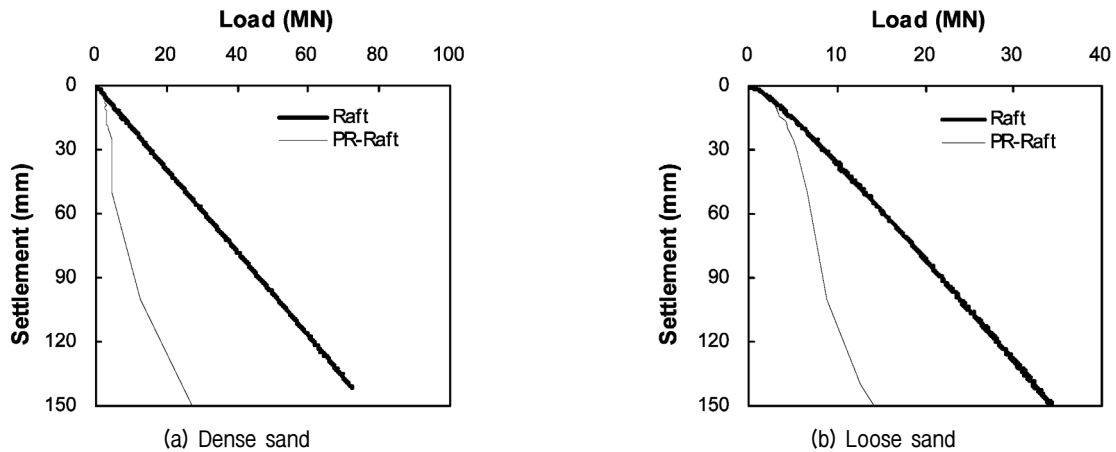 Load (MN)
0 20 40 60 80 100
0
30
60
90
120
150
Settlement (mm)
Raft
PR-Raft
(a) Dense sand
Load (MN)
0 10 20 30 40
0
30
60
90
120
150
Settlement (mm)
Raft
PR-Raft
(b) Loose sand